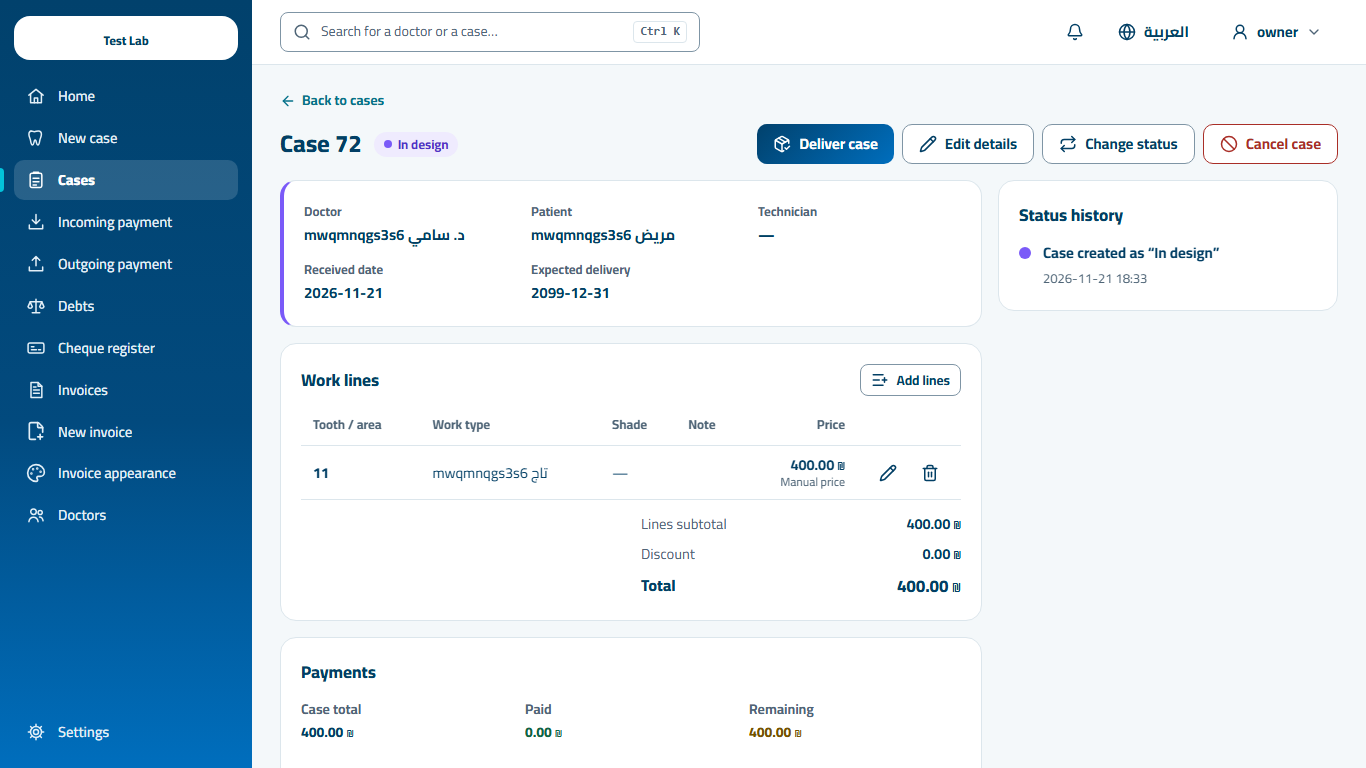 Test Lab
Home
New case
Cases
Incoming payment
Outgoing payment
Debts
Cheque register
Invoices
New invoice
Invoice appearance
Doctors
Settings
Search for a doctor or a case...
Ctrl K
العربية
owner
Back to cases
Case 72
In design
Deliver case
Edit details
Change status
Cancel case
Doctor
Patient
Technician
د. سامي mwqmnqgs3s6
مريض mwqmnqgs3s6
—
Received date
Expected delivery
2026-11-21
2099-12-31
Status history
Case created as “In design”
2026-11-21 18:33
Work lines
Add lines
Tooth / area Work type Shade Note Price
11 تاج mwqmnqgs3s6 — 400.00 ₪
Manual price
Lines subtotal 400.00 ₪
Discount 0.00 ₪
Total 400.00 ₪
Payments
Case total Paid Remaining
400.00 ₪ 0.00 ₪ 400.00 ₪